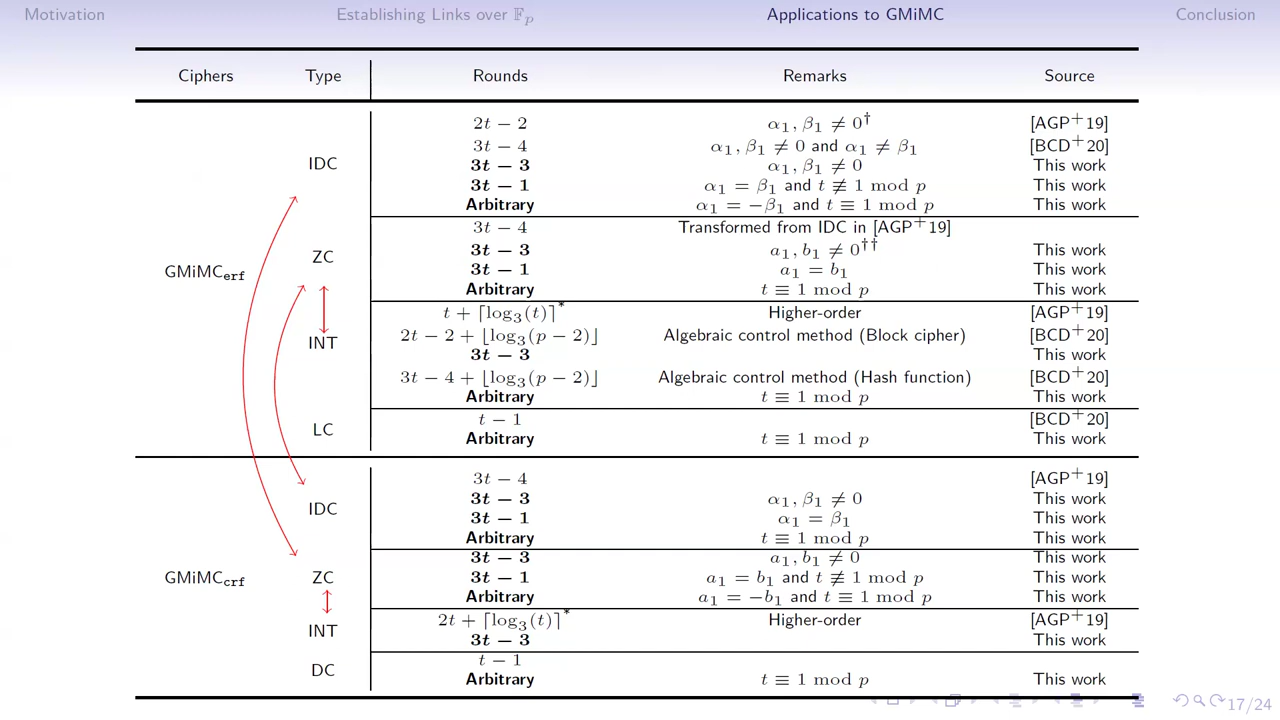 Motivation Establishing Links over 𝔽ₚ Applications to GMiMC Conclusion
Ciphers Type Rounds Remarks Source
2t − 2 α₁, β₁ ≠ 0† [AGP⁺19]
3t − 4 α₁, β₁ ≠ 0 and α₁ ≠ β₁ [BCD⁺20]
IDC 3t − 3 α₁, β₁ ≠ 0 This work
3t − 1 α₁ = β₁ and t ≢ 1 mod p This work
Arbitrary α₁ = −β₁ and t ≡ 1 mod p This work
3t − 4 Transformed from IDC in [AGP⁺19]
ZC 3t − 3 a₁, b₁ ≠ 0†† This work
GMiMCerf 3t − 1 a₁ = b₁ This work
Arbitrary t ≡ 1 mod p This work
t + ⌈log₃(t)⌉* Higher-order [AGP⁺19]
2t − 2 + ⌊log₃(p − 2)⌋ Algebraic control method (Block cipher) [BCD⁺20]
INT 3t − 3 This work
3t − 4 + ⌊log₃(p − 2)⌋ Algebraic control method (Hash function) [BCD⁺20]
Arbitrary t ≡ 1 mod p This work
t − 1 [BCD⁺20]
LC Arbitrary t ≡ 1 mod p This work
3t − 4 [AGP⁺19]
3t − 3 α₁, β₁ ≠ 0 This work
IDC 3t − 1 α₁ = β₁ This work
Arbitrary t ≡ 1 mod p This work
3t − 3 a₁, b₁ ≠ 0 This work
GMiMCcrf ZC 3t − 1 a₁ = b₁ and t ≢ 1 mod p This work
Arbitrary a₁ = −b₁ and t ≡ 1 mod p This work
2t + ⌈log₃(t)⌉* Higher-order [AGP⁺19]
INT 3t − 3 This work
t − 1
DC Arbitrary t ≡ 1 mod p This work
17/24